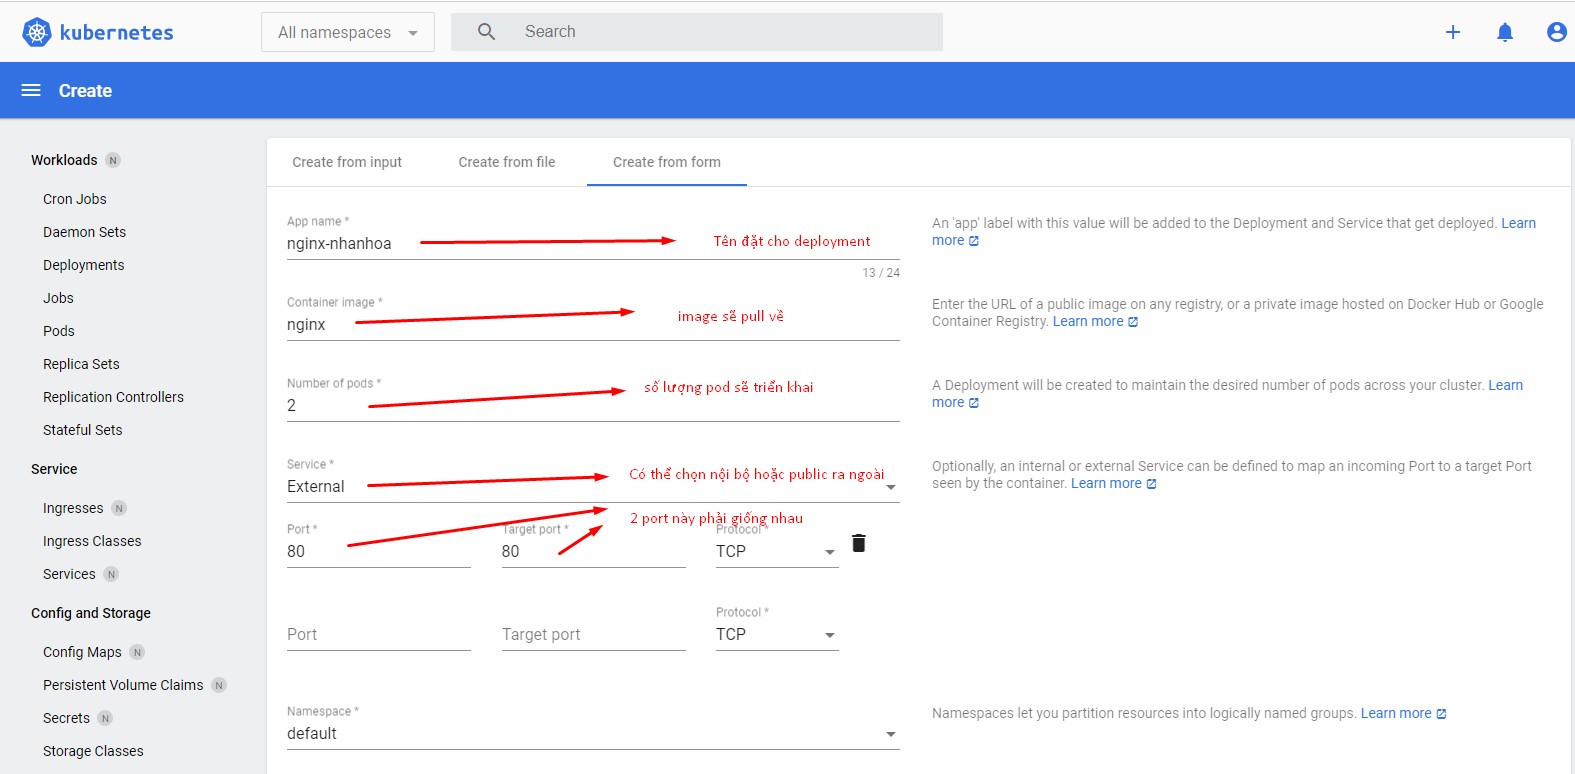 kubernetes
All namespaces
Search
Create
Workloads N
Cron Jobs
Daemon Sets
Deployments
Jobs
Pods
Replica Sets
Replication Controllers
Stateful Sets
Service
Ingresses N
Ingress Classes
Services N
Config and Storage
Config Maps N
Persistent Volume Claims N
Secrets N
Storage Classes
Create from input
Create from file
Create from form
App name *
nginx-nhanhoa
Tên đặt cho deployment
13 / 24
An 'app' label with this value will be added to the Deployment and Service that get deployed. Learn
more
Container image *
nginx
image sẽ pull về
Enter the URL of a public image on any registry, or a private image hosted on Docker Hub or Google
Container Registry. Learn more
Number of pods *
2
số lượng pod sẽ triển khai
A Deployment will be created to maintain the desired number of pods across your cluster. Learn
more
Service *
External
Có thể chọn nội bộ hoặc public ra ngoài
Optionally, an internal or external Service can be defined to map an incoming Port to a target Port
seen by the container. Learn more
2 port này phải giống nhau
Port *
80
Target port *
80
Protocol *
TCP
Port
Target port
Protocol *
TCP
Namespace *
default
Namespaces let you partition resources into logically named groups. Learn more